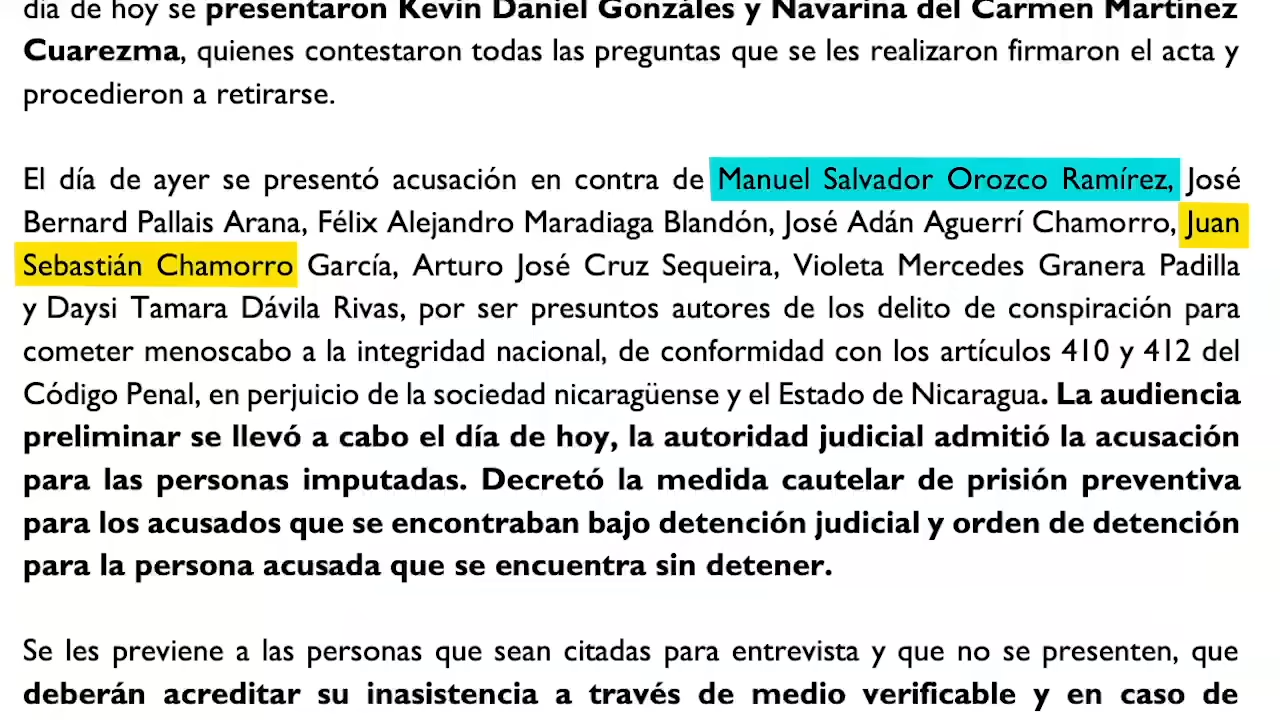 día de hoy se presentaron Kevin Daniel Gonzáles y Navarina del Carmen Martínez
Cuarezma, quienes contestaron todas las preguntas que se les realizaron firmaron el acta y
procedieron a retirarse.
El día de ayer se presentó acusación en contra de Manuel Salvador Orozco Ramírez, José
Bernard Pallais Arana, Félix Alejandro Maradiaga Blandón, José Adán Aguerrí Chamorro, Juan
Sebastián Chamorro García, Arturo José Cruz Sequeira, Violeta Mercedes Granera Padilla
y Daysi Tamara Dávila Rivas, por ser presuntos autores de los delito de conspiración para
cometer menoscabo a la integridad nacional, de conformidad con los artículos 410 y 412 del
Código Penal, en perjuicio de la sociedad nicaragüense y el Estado de Nicaragua. La audiencia
preliminar se llevó a cabo el día de hoy, la autoridad judicial admitió la acusación
para las personas imputadas. Decretó la medida cautelar de prisión preventiva
para los acusados que se encontraban bajo detención judicial y orden de detención
para la persona acusada que se encuentra sin detener.
Se les previene a las personas que sean citadas para entrevista y que no se presenten, que
deberán acreditar su inasistencia a través de medio verificable y en caso de